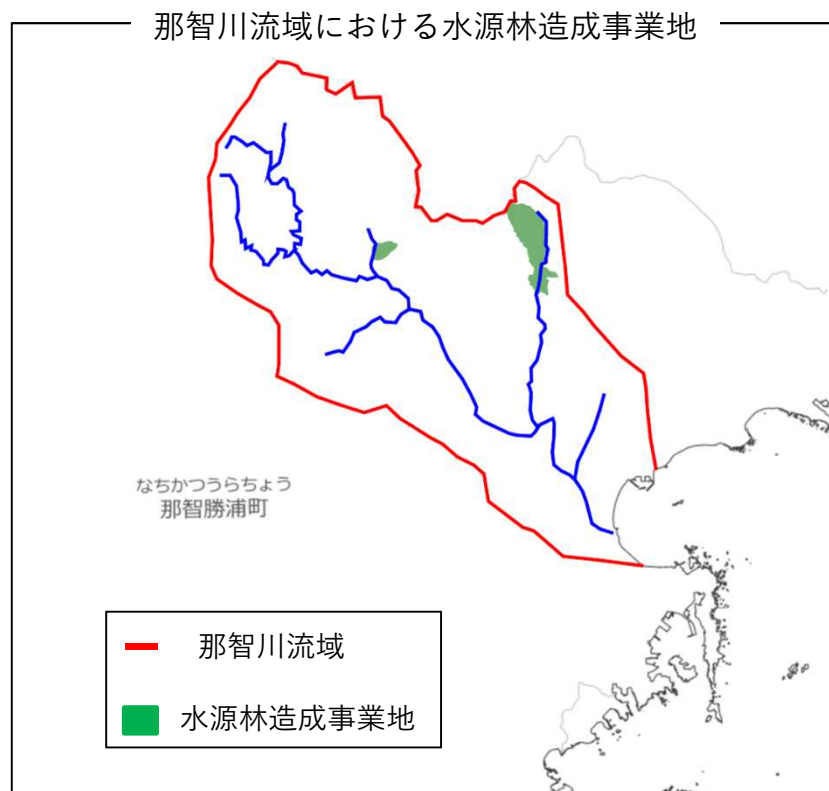 那智川流域における水源林造成事業地
なちかつうらちょう
那智勝浦町
那智川流域
水源林造成事業地